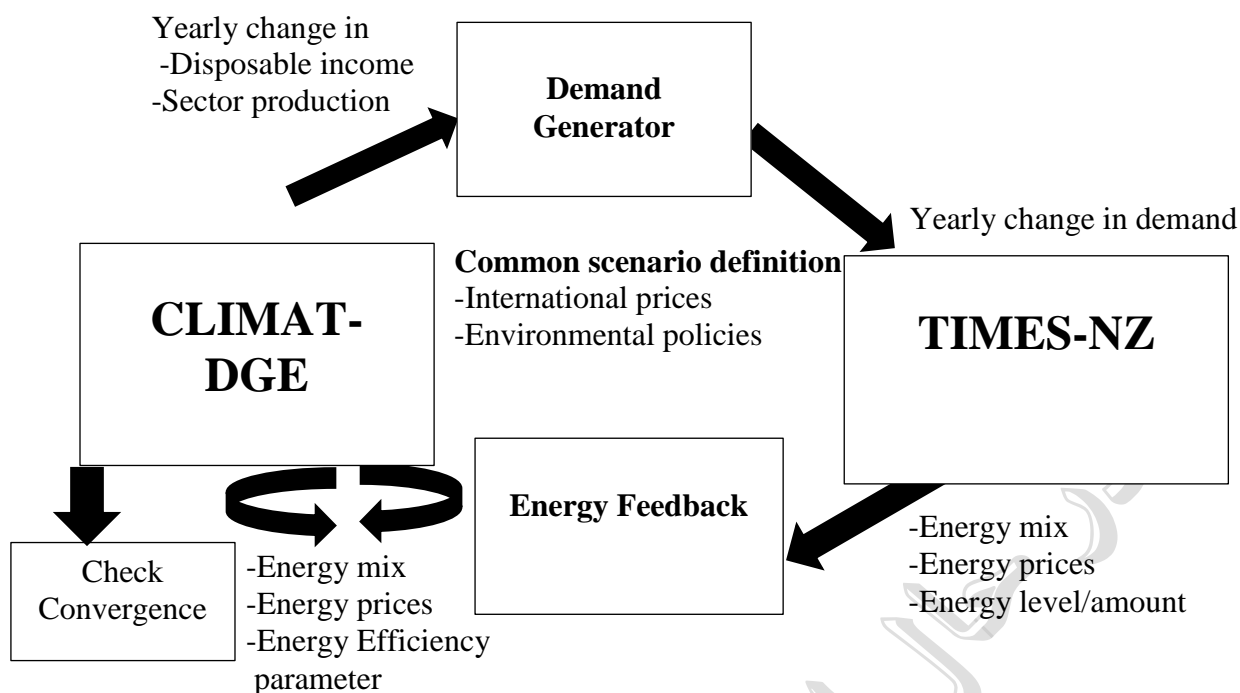 Yearly change in
-Disposable income
-Sector production
Demand
Generator
Yearly change in demand
Common scenario definition
-International prices
-Environmental policies
CLIMAT-
DGE
TIMES-NZ
Energy Feedback
-Energy mix
-Energy prices
-Energy level/amount
Check
Convergence
-Energy mix
-Energy prices
-Energy Efficiency
parameter